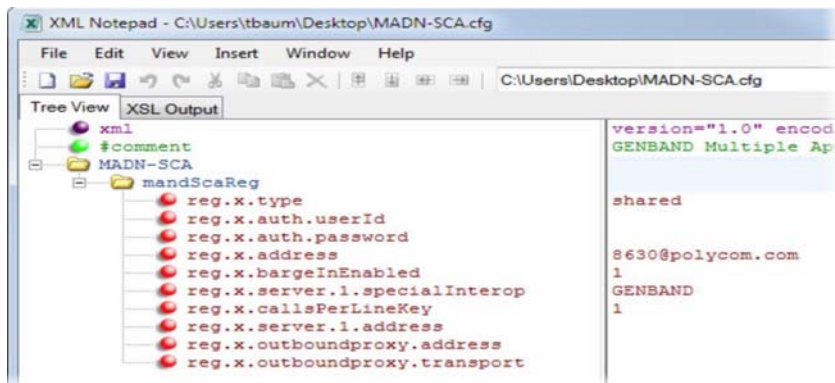 XML Notepad - C:\Users\tbaum\Desktop\MADN-SCA.cfg
File Edit View Insert Window Help
C:\Users\Desktop\MADN-SCA.cfg
Tree View XSL Output
xml version="1.0" encod
#comment GENBAND Multiple Ap
MADN-SCA
mandScaReg
reg.x.type shared
reg.x.auth.userId
reg.x.auth.password
reg.x.address 8630@polycom.com
reg.x.bargeInEnabled 1
reg.x.server.1.specialInterop GENBAND
reg.x.callsPerLineKey 1
reg.x.server.1.address
reg.x.outboundproxy.address
reg.x.outboundproxy.transport